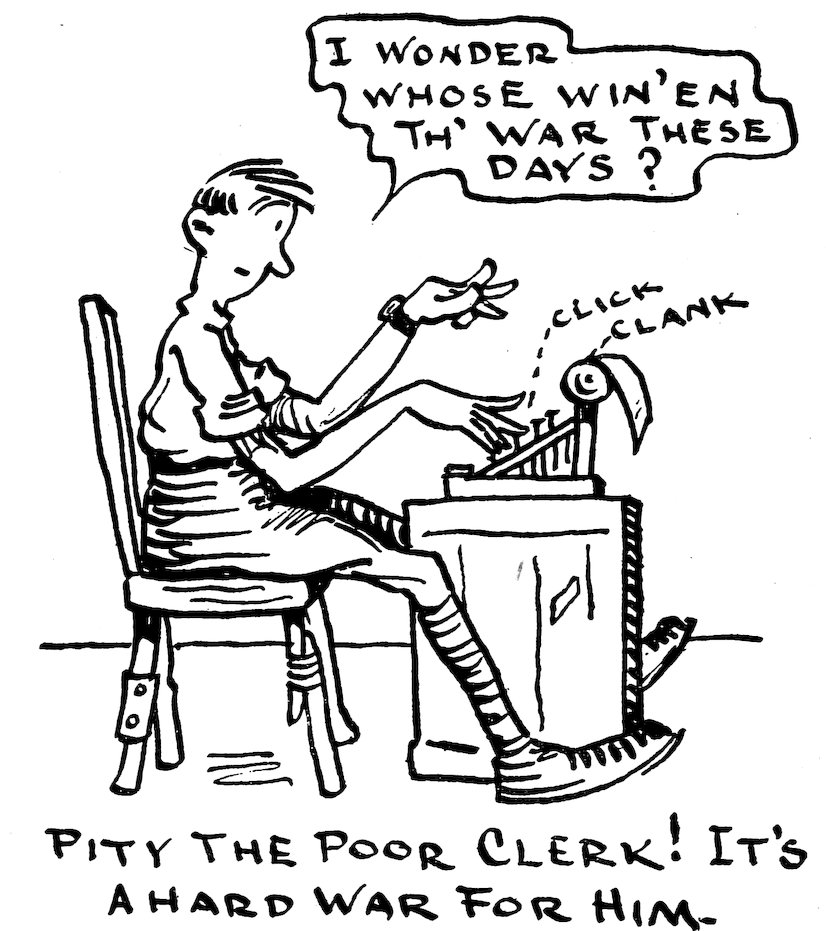 I WONDER
WHOSE WIN'EN
TH' WAR THESE
DAYS?
CLICK
CLANK
PITY THE POOR CLERK! IT'S
A HARD WAR FOR HIM.